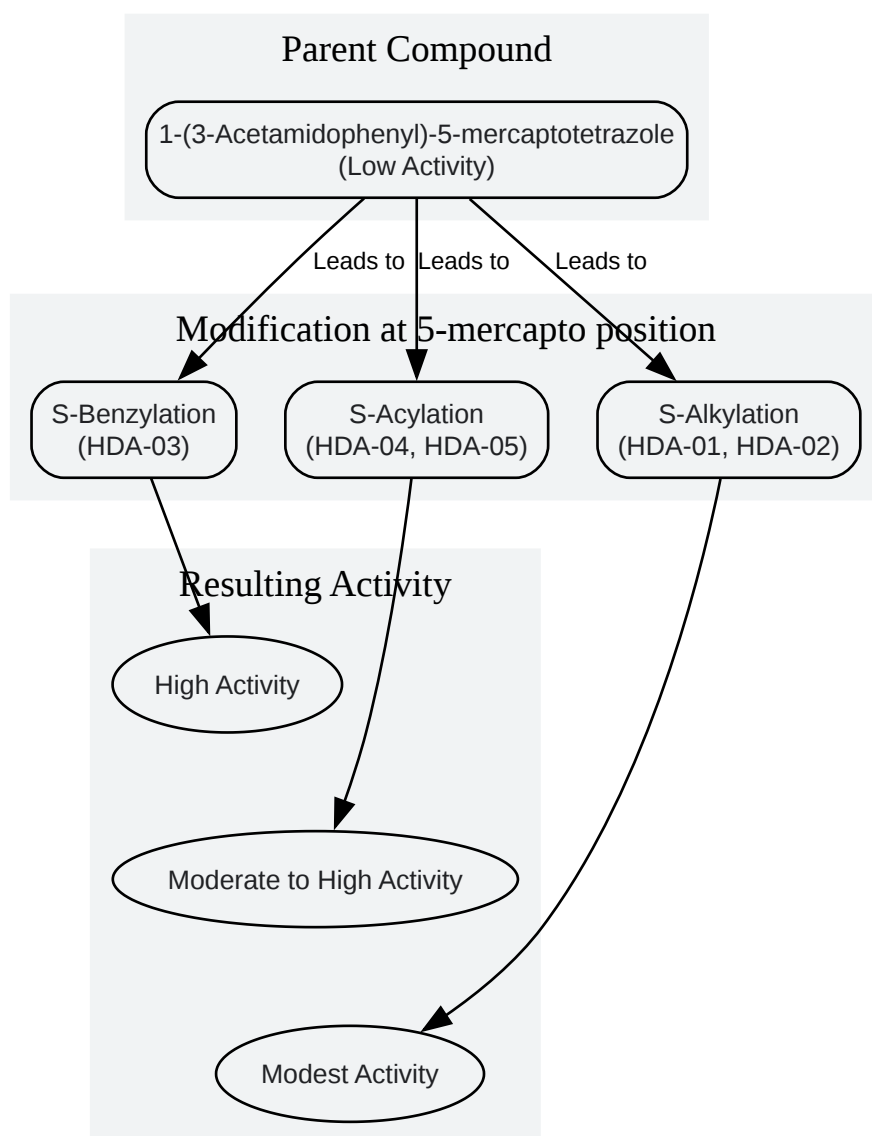 Parent Compound
1-(3-Acetamidophenyl)-5-mercaptotetrazole
(Low Activity)
Leads to
Leads to
Leads to
Modification at 5-mercapto position
S-Benzylation
(HDA-03)
S-Acylation
(HDA-04, HDA-05)
S-Alkylation
(HDA-01, HDA-02)
Resulting Activity
High Activity
Moderate to High Activity
Modest Activity